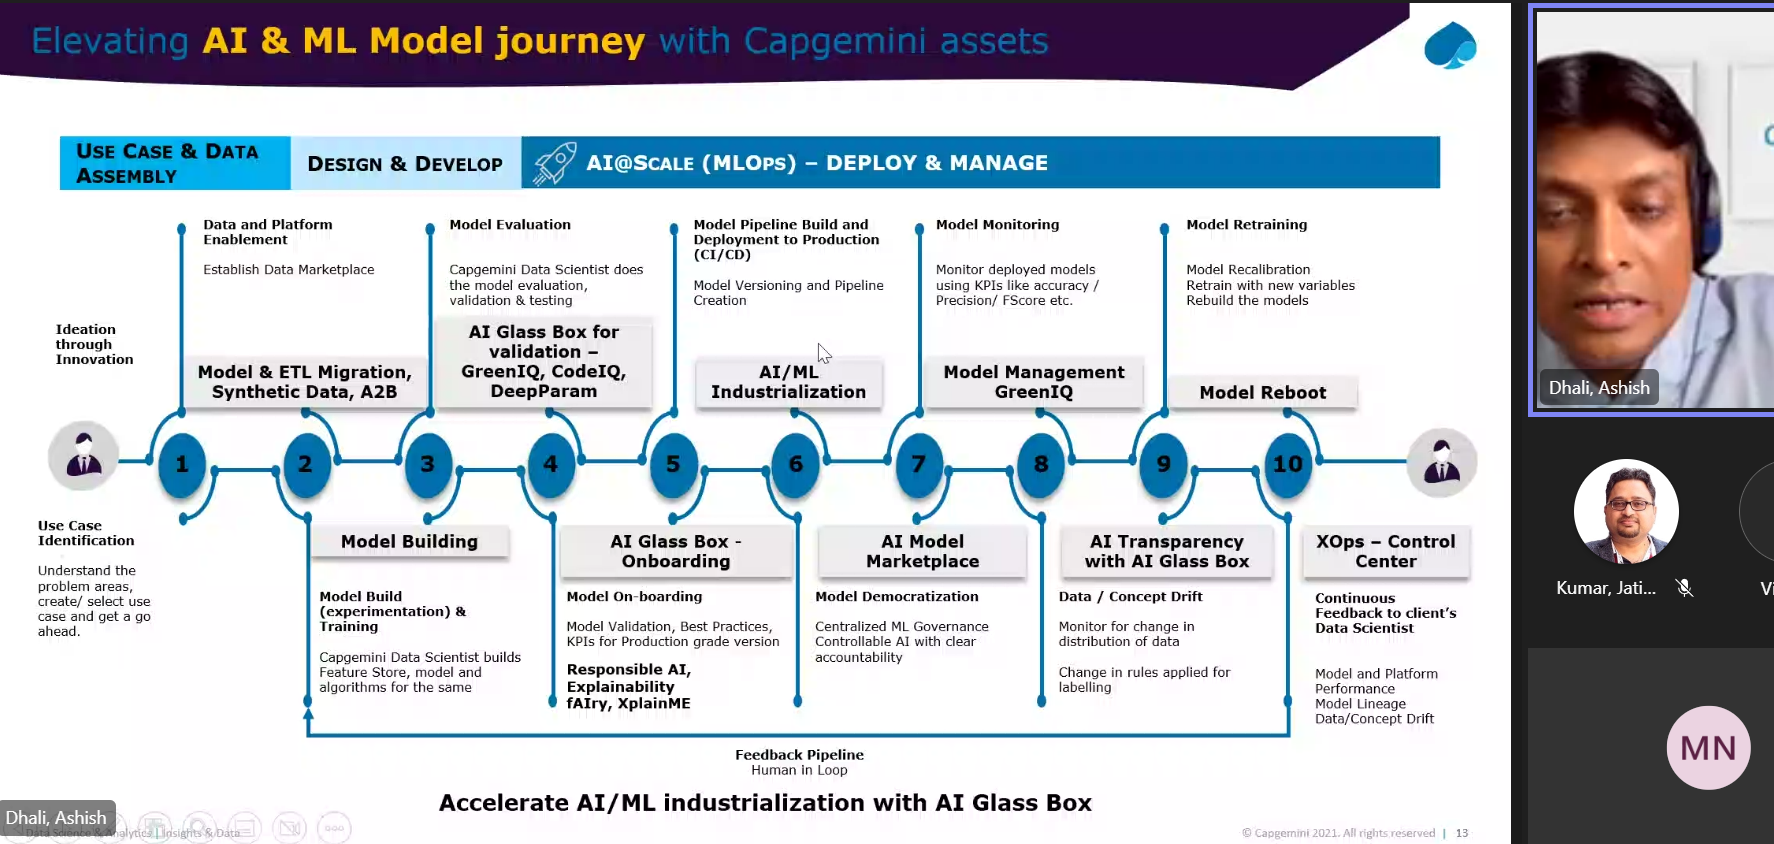 Elevating AI & ML Model journey with Capgemini assets
USE CASE & DATA
ASSEMBLY
DESIGN & DEVELOP
AI@SCALE (MLOPS) – DEPLOY & MANAGE
Data and Platform
Enablement
Establish Data Marketplace
Model Evaluation
Capgemini Data Scientist does
the model evaluation,
validation & testing
Model Pipeline Build and
Deployment to Production
(CI/CD)
Model Versioning and Pipeline
Creation
Model Monitoring
Monitor deployed models
using KPIs like accuracy /
Precision/ FScore etc.
Model Retraining
Model Recalibration
Retrain with new variables
Rebuild the models
Ideation
through
Innovation
Model & ETL Migration,
Synthetic Data, A2B
AI Glass Box for
validation –
GreenIQ, CodeIQ,
DeepParam
AI/ML
Industrialization
Model Management
GreenIQ
Model Reboot
1
2
3
4
5
6
7
8
9
10
Use Case
Identification
Understand the
problem areas,
create/ select use
case and get a go
ahead.
Model Building
Model Build
(experimentation) &
Training
Capgemini Data Scientist builds
Feature Store, model and
algorithms for the same
AI Glass Box -
Onboarding
Model On-boarding
Model Validation, Best Practices,
KPIs for Production grade version
Responsible AI,
Explainability
fAIry, XplainME
AI Model
Marketplace
Model Democratization
Centralized ML Governance
Controllable AI with clear
accountability
AI Transparency
with AI Glass Box
Data / Concept Drift
Monitor for change in
distribution of data
Change in rules applied for
labelling
XOps – Control
Center
Continuous
Feedback to client's
Data Scientist
Model and Platform
Performance
Model Lineage
Data/Concept Drift
Feedback Pipeline
Human in Loop
Accelerate AI/ML industrialization with AI Glass Box
Dhali, Ashish
Data Science & Analytics | Insights & Data
© Capgemini 2021. All rights reserved | 13
Dhali, Ashish
Kumar, Jati...
Vi
MN